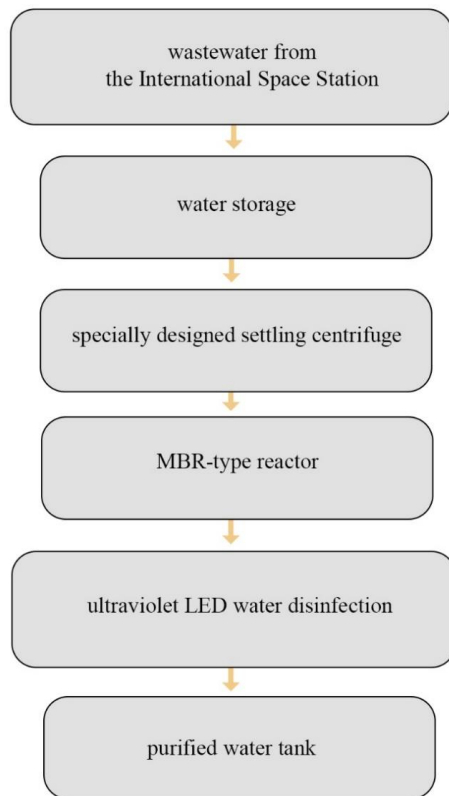 wastewater from
the International Space Station
water storage
specially designed settling centrifuge
MBR-type reactor
ultraviolet LED water disinfection
purified water tank